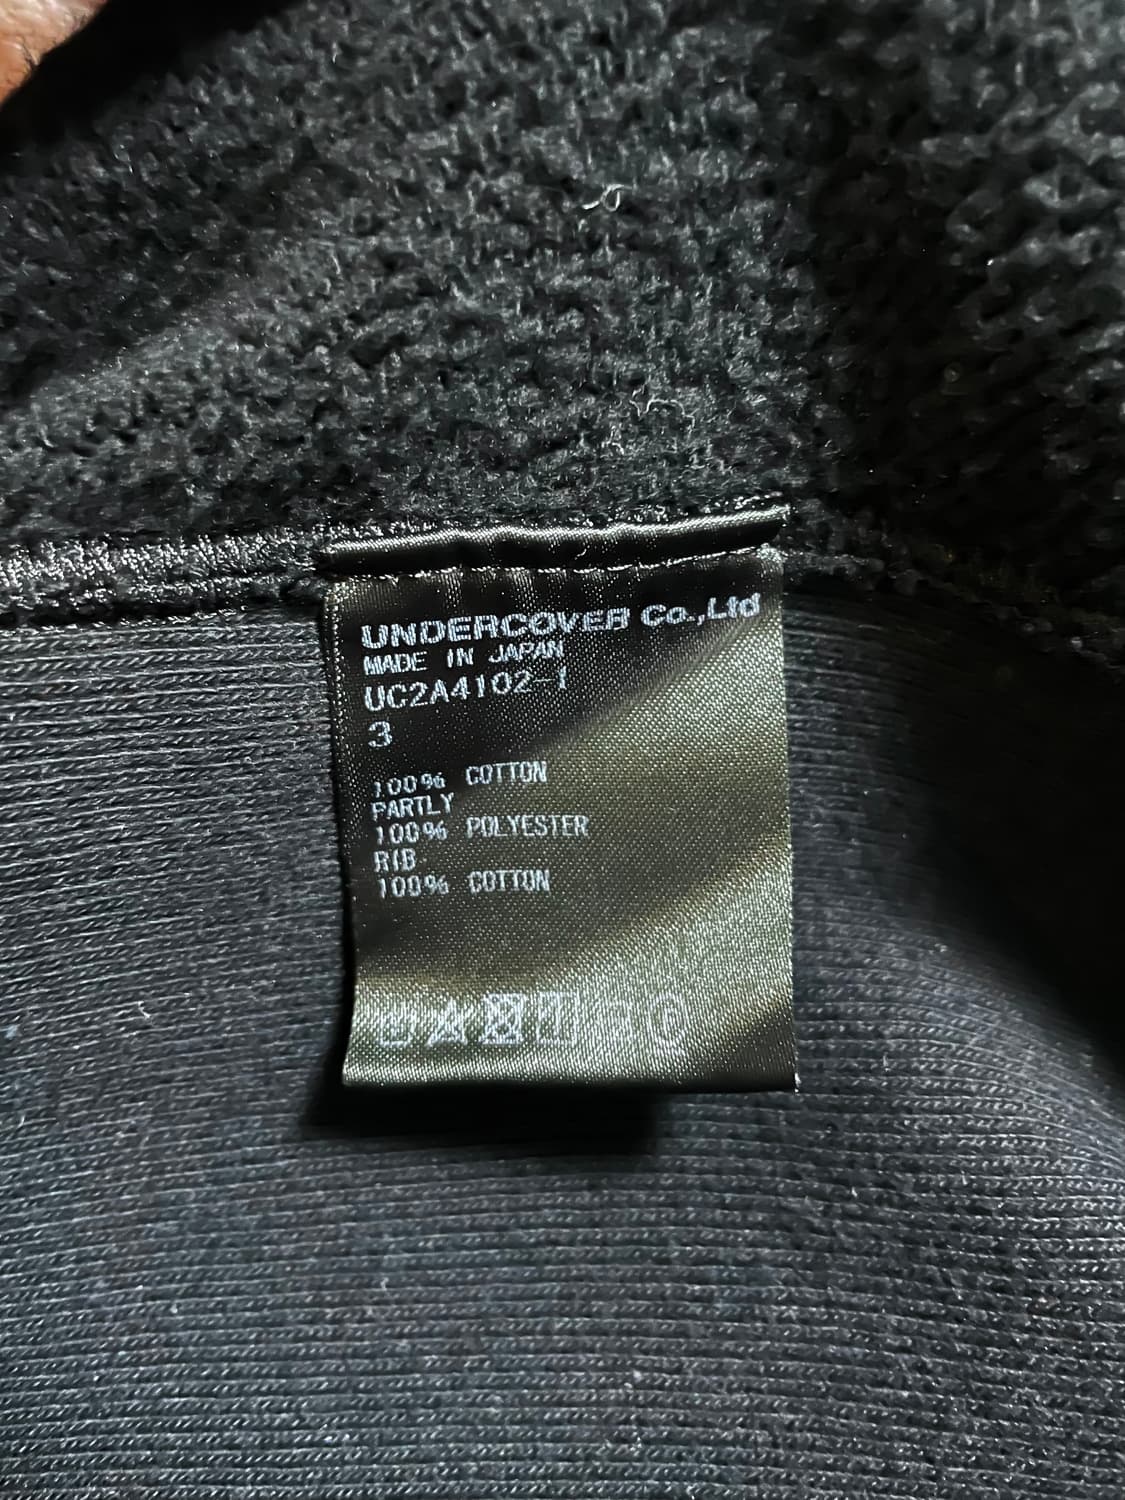 UNDERCOVER Co.,Ltd
MADE IN JAPAN
UC2A4102-1
3
100% COTTON
PARTLY
100% POLYESTER
RIB
100% COTTON